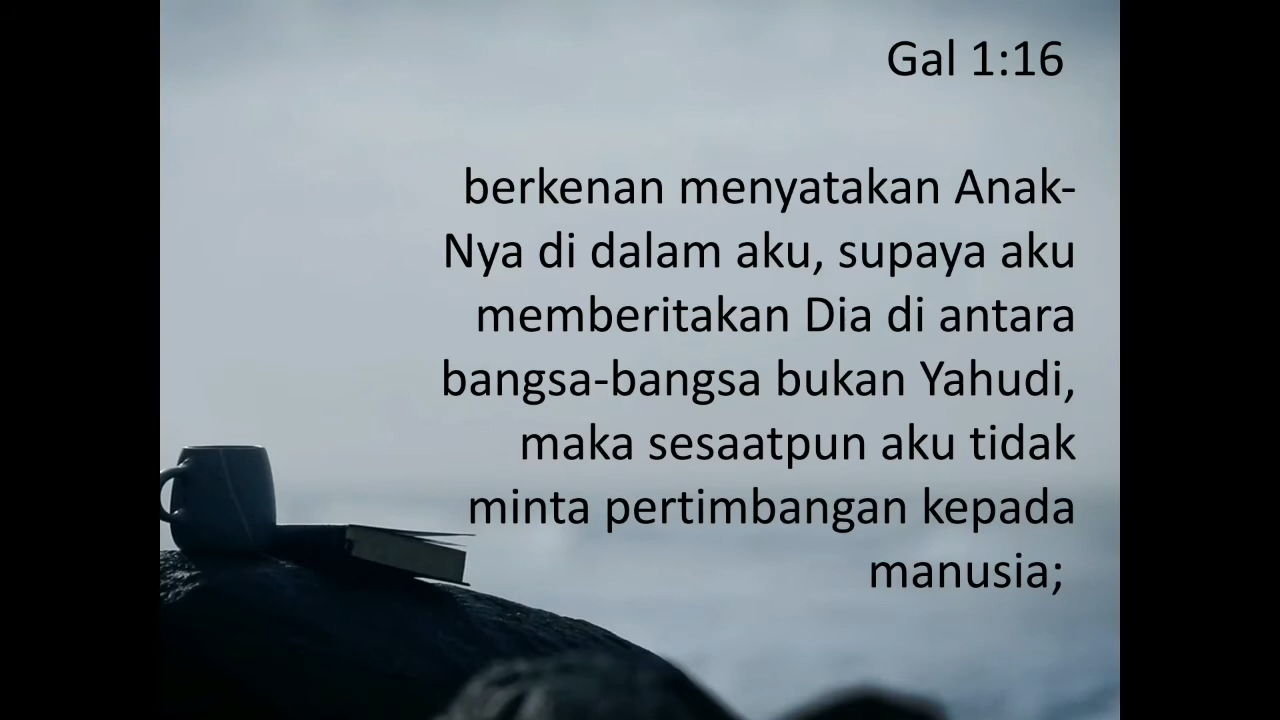 Gal 1:16
berkenan menyatakan Anak-
Nya di dalam aku, supaya aku
memberitakan Dia di antara
bangsa-bangsa bukan Yahudi,
maka sesaatpun aku tidak
minta pertimbangan kepada
manusia;